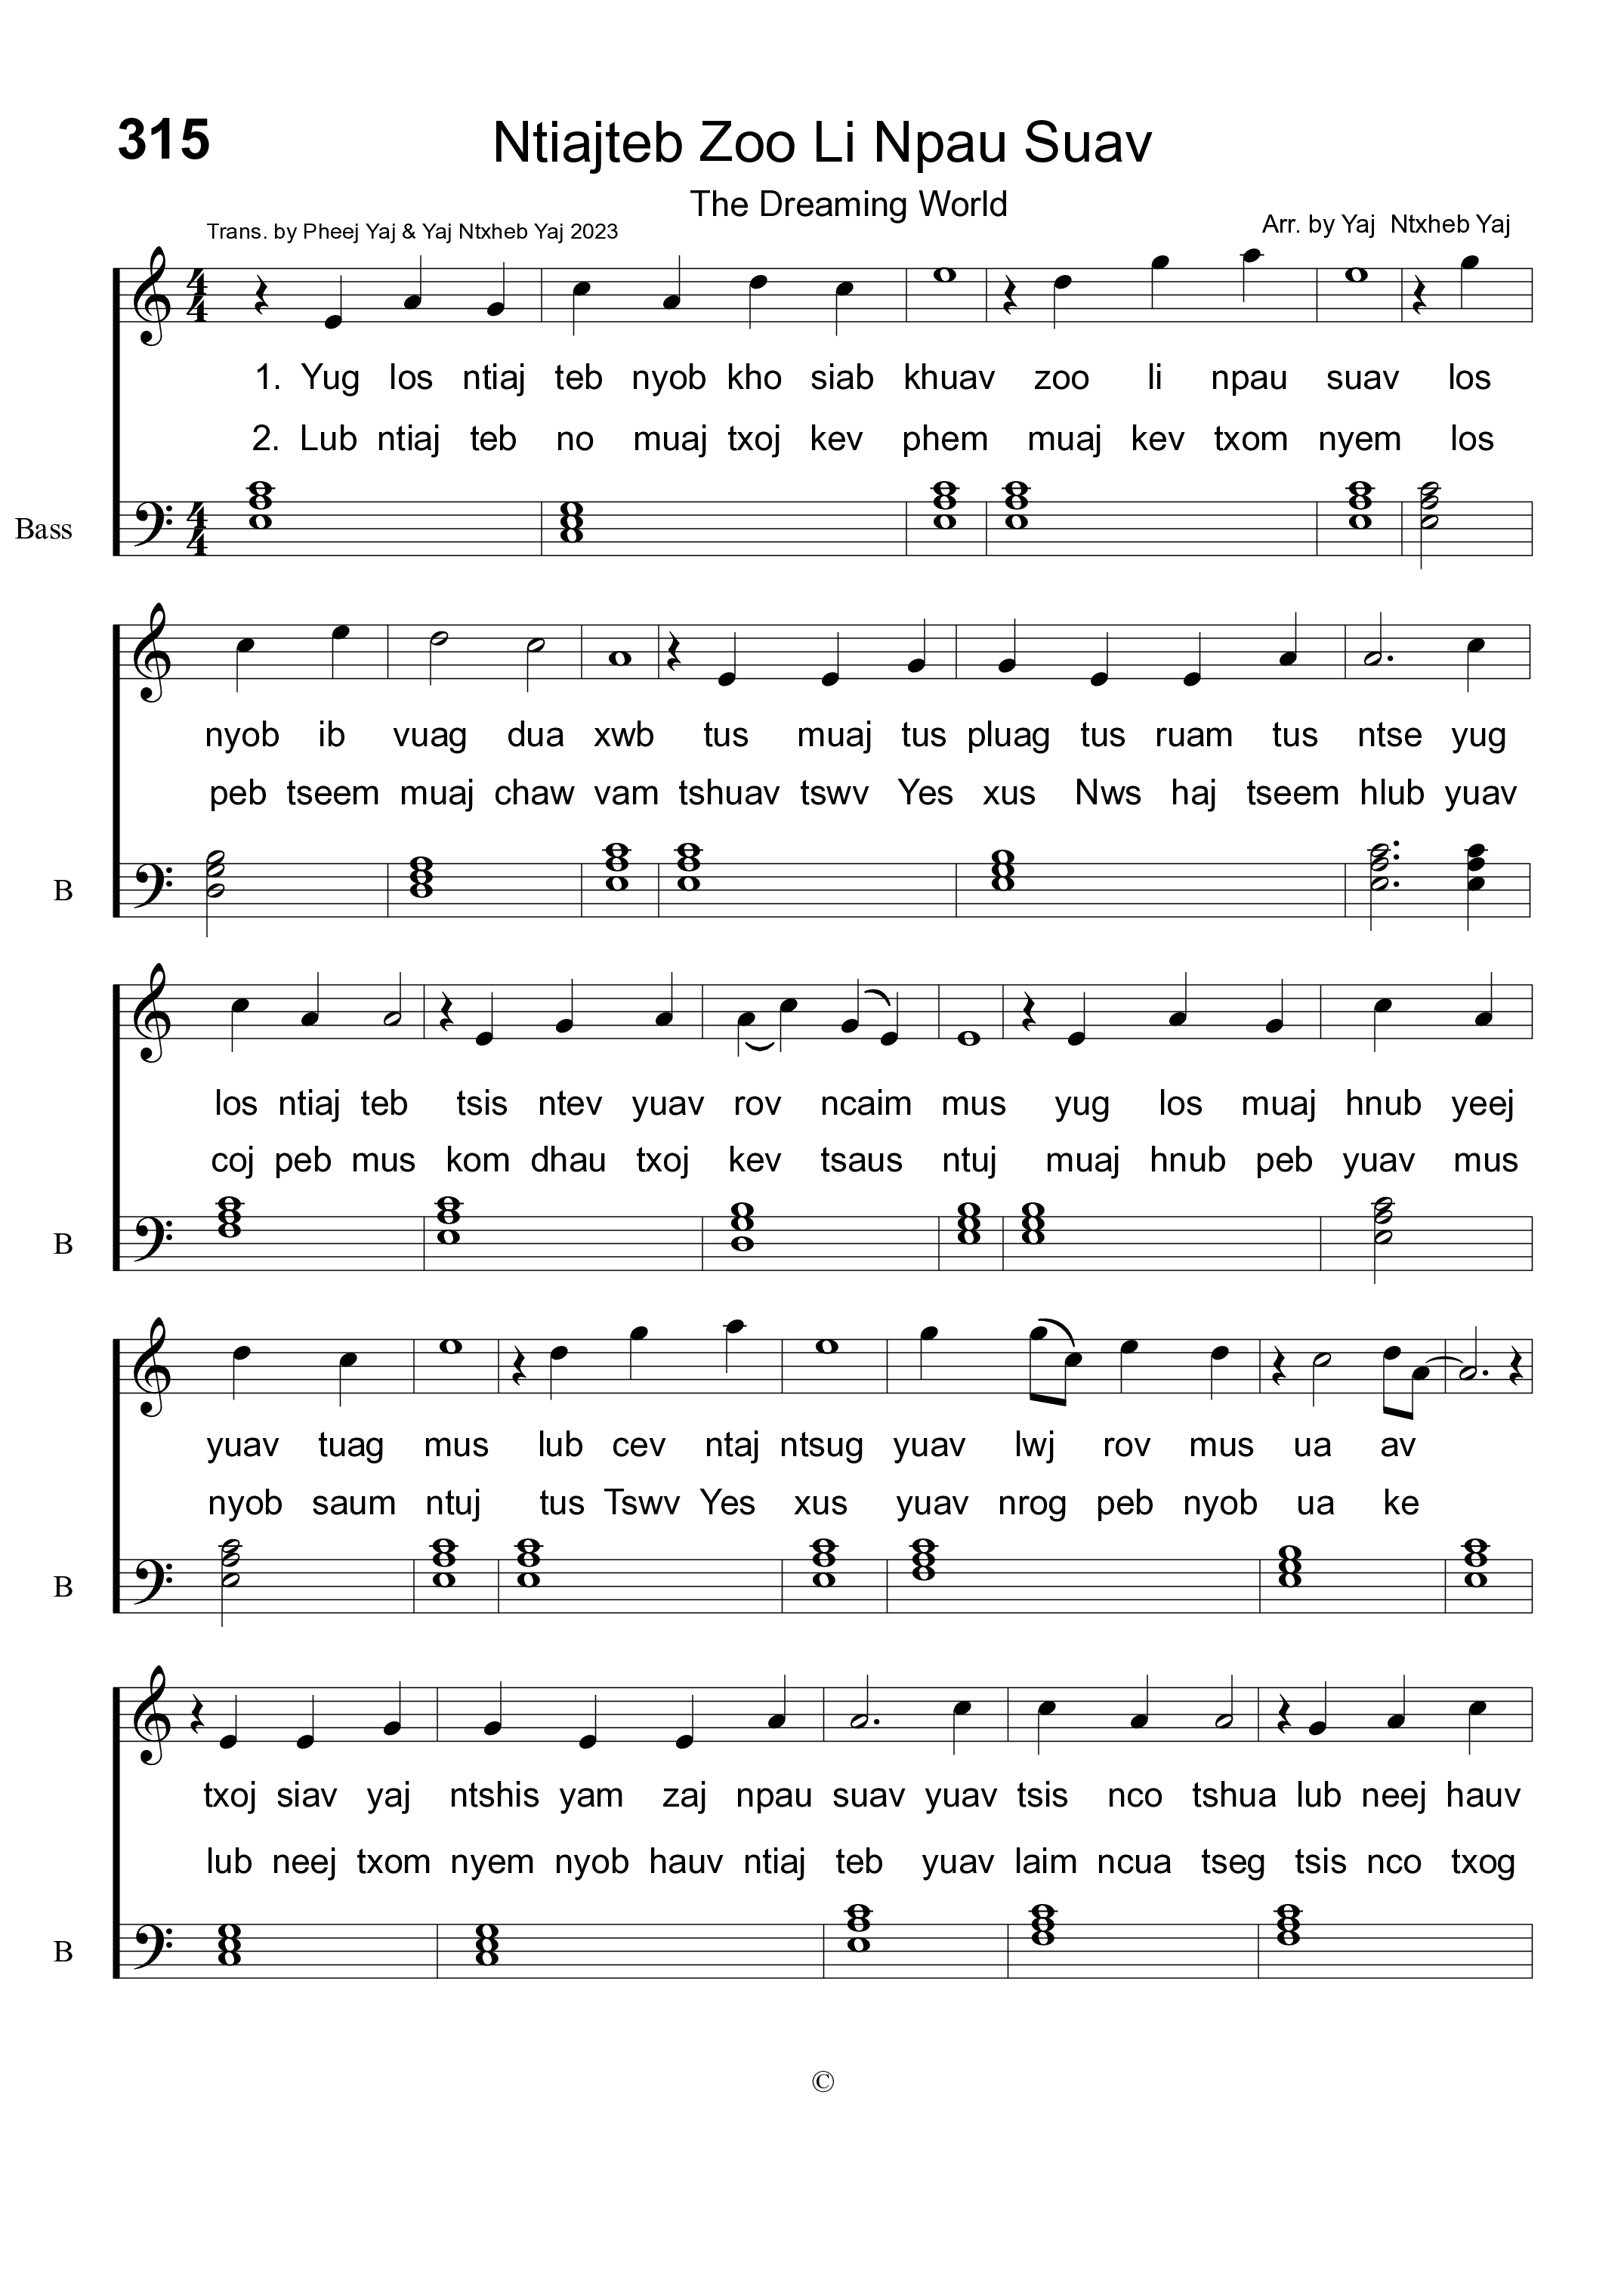 315
Ntiajteb Zoo Li Npau Suav
The Dreaming World
Trans. by Pheej Yaj & Yaj Ntxheb Yaj 2023
Arr. by Yaj Ntxheb Yaj
1. Yug los ntiaj teb nyob kho siab khuav zoo li npau suav los
2. Lub ntiaj teb no muaj txoj kev phem muaj kev txom nyem los
Bass
nyob ib vuag dua xwb tus muaj tus pluag tus ruam tus ntse yug
peb tseem muaj chaw vam tshuav tswv Yes xus Nws haj tseem hlub yuav
B
los ntiaj teb tsis ntev yuav rov ncaim mus yug los muaj hnub yeej
coj peb mus kom dhau txoj kev tsaus ntuj muaj hnub peb yuav mus
B
yuav tuag mus lub cev ntaj ntsug yuav lwj rov mus ua av
nyob saum ntuj tus Tswv Yes xus yuav nrog peb nyob ua ke
B
txoj siav yaj ntshis yam zaj npau suav yuav tsis nco tshua lub neej hauv
lub neej txom nyem nyob hauv ntiaj teb yuav laim ncua tseg tsis nco txog
B
©